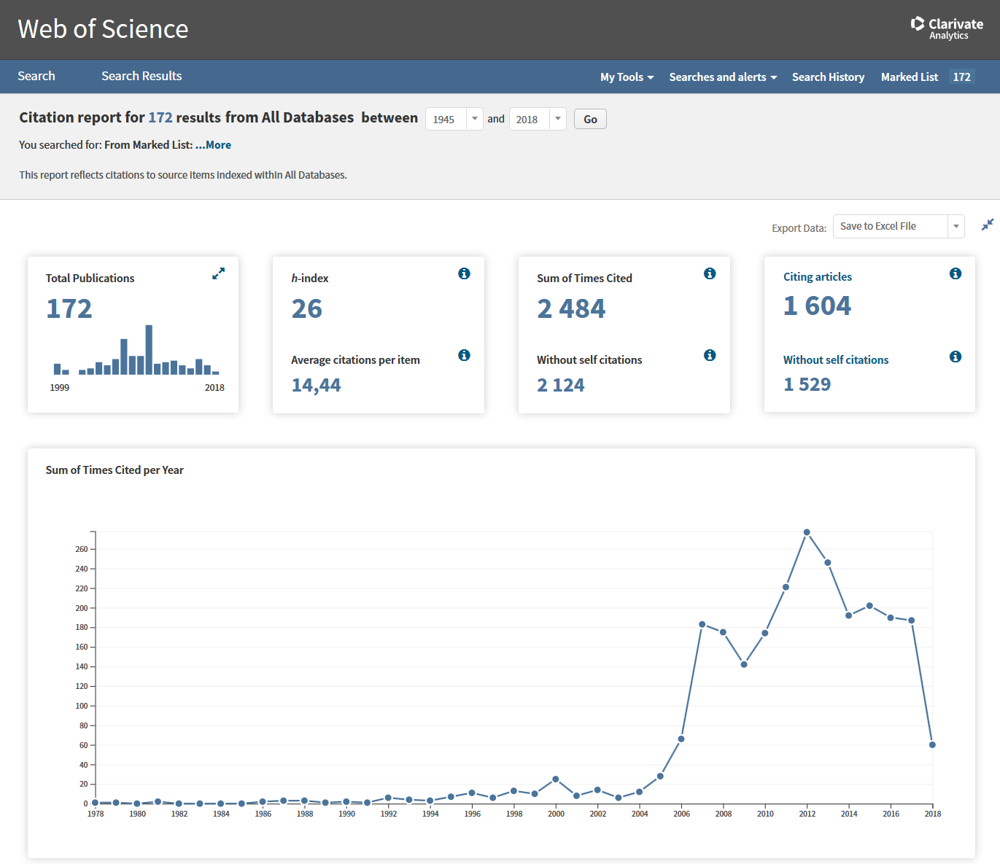 Web of Science
Clarivate
Analytics
Search Search Results My Tools Searches and alerts Search History Marked List 172
Citation report for 172 results from All Databases between 1945 and 2018 Go
You searched for: From Marked List: ...More
This report reflects citations to source items indexed within All Databases.
Export Data: Save to Excel File
Total Publications
172
1999 2018
h-index
26
Average citations per item
14,44
Sum of Times Cited
2 484
Without self citations
2 124
Citing articles
1 604
Without self citations
1 529
Sum of Times Cited per Year
260
240
220
200
180
160
140
120
100
80
60
40
20
0
1978 1980 1982 1984 1986 1988 1990 1992 1994 1996 1998 2000 2002 2004 2006 2008 2010 2012 2014 2016 2018